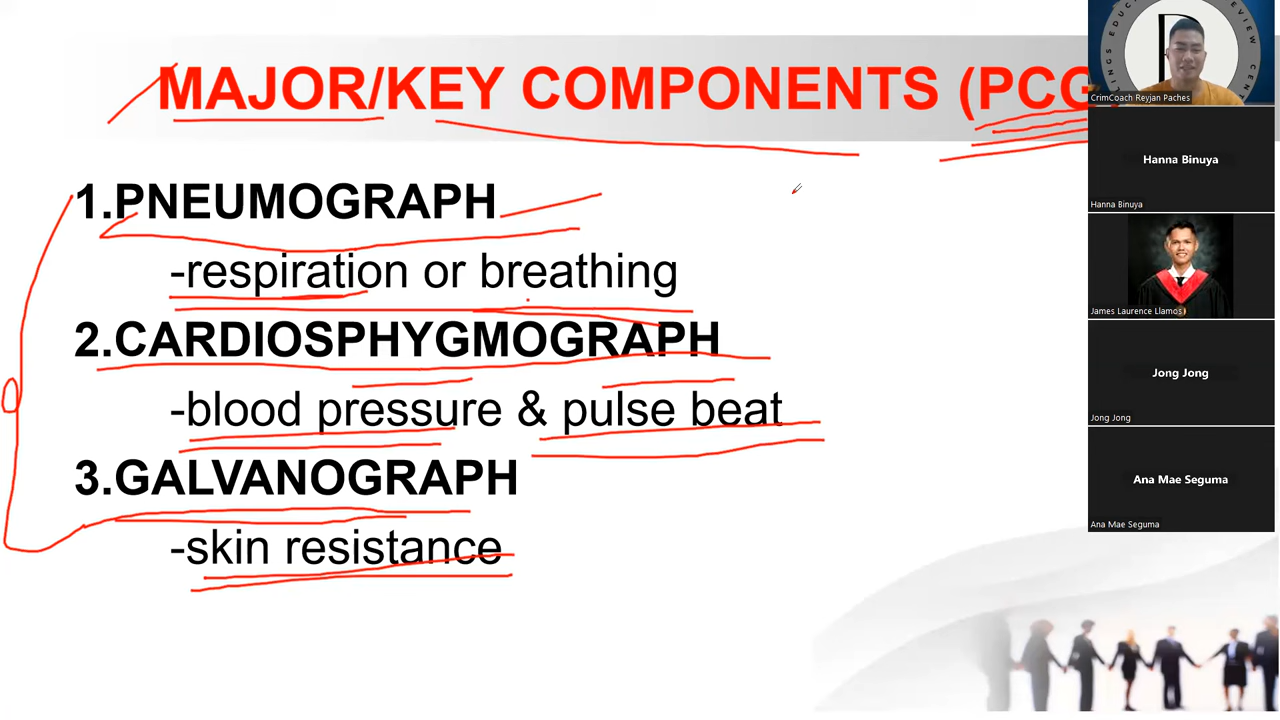 MAJOR/KEY COMPONENTS (PCG
1.PNEUMOGRAPH
-respiration or breathing
2.CARDIOSPHYGMOGRAPH
-blood pressure & pulse beat
3.GALVANOGRAPH
-skin resistance
CrimCoach Reyjan Paches
Hanna Binuya
Hanna Binuya
James Laurence Llamos
Jong Jong
Jong Jong
Ana Mae Seguma
Ana Mae Seguma